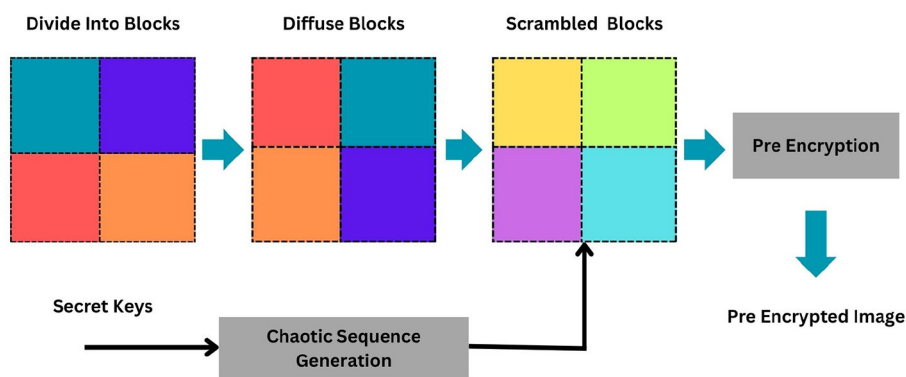 Divide Into Blocks
Diffuse Blocks
Scrambled Blocks
Pre Encryption
Secret Keys
Chaotic Sequence
Generation
Pre Encrypted Image